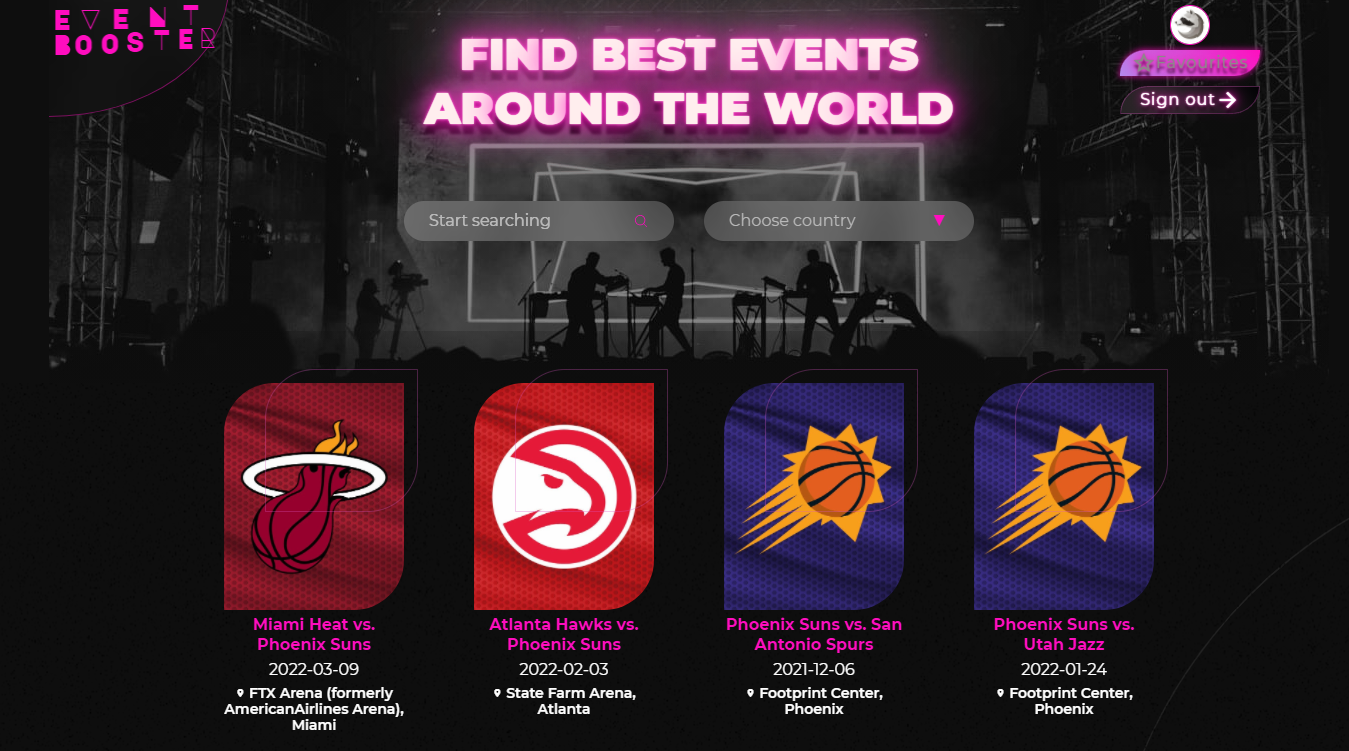 EVENT
BOOSTER
FIND BEST EVENTS
AROUND THE WORLD
Favourites
Sign out
Start searching
Choose country
Miami Heat vs.
Phoenix Suns
2022-03-09
FTX Arena (formerly
AmericanAirlines Arena),
Miami
Atlanta Hawks vs.
Phoenix Suns
2022-02-03
State Farm Arena,
Atlanta
Phoenix Suns vs. San
Antonio Spurs
2021-12-06
Footprint Center,
Phoenix
Phoenix Suns vs.
Utah Jazz
2022-01-24
Footprint Center,
Phoenix